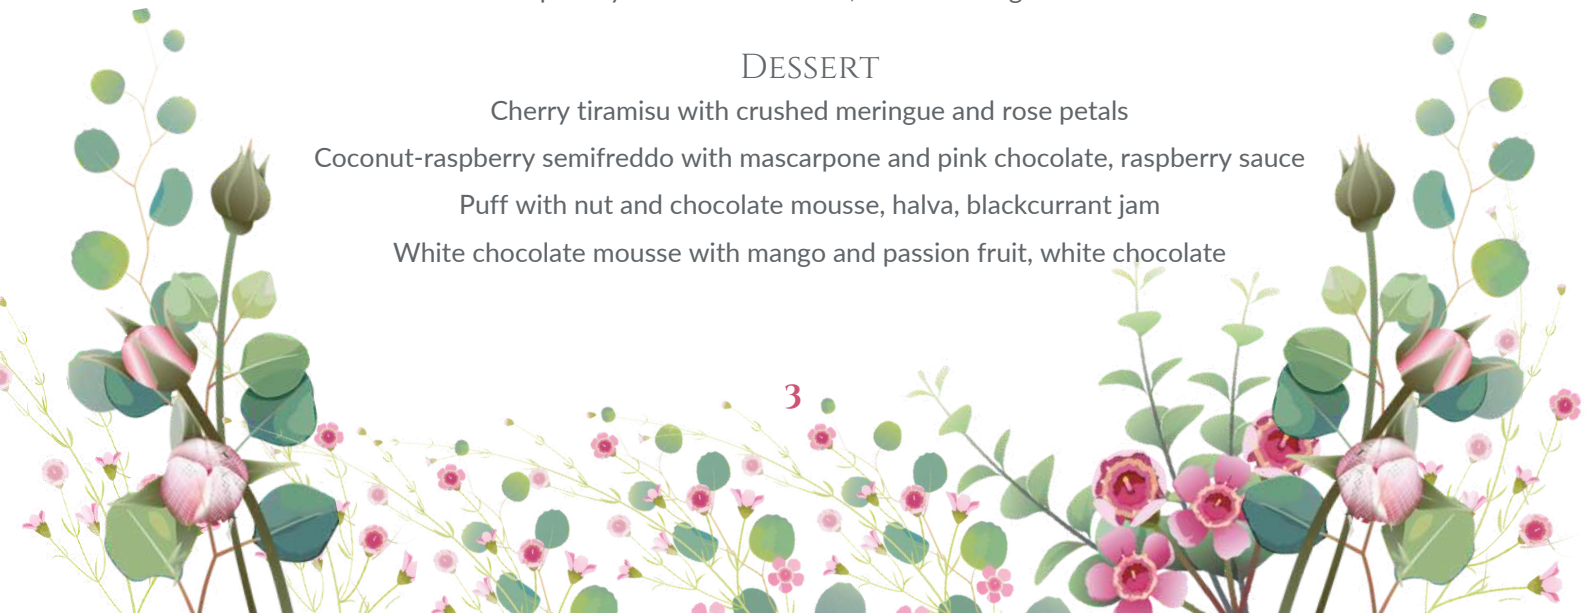 Dessert
Cherry tiramisu with crushed meringue and rose petals
Coconut-raspberry semifreddo with mascarpone and pink chocolate, raspberry sauce
Puff with nut and chocolate mousse, halva, blackcurrant jam
White chocolate mousse with mango and passion fruit, white chocolate
3